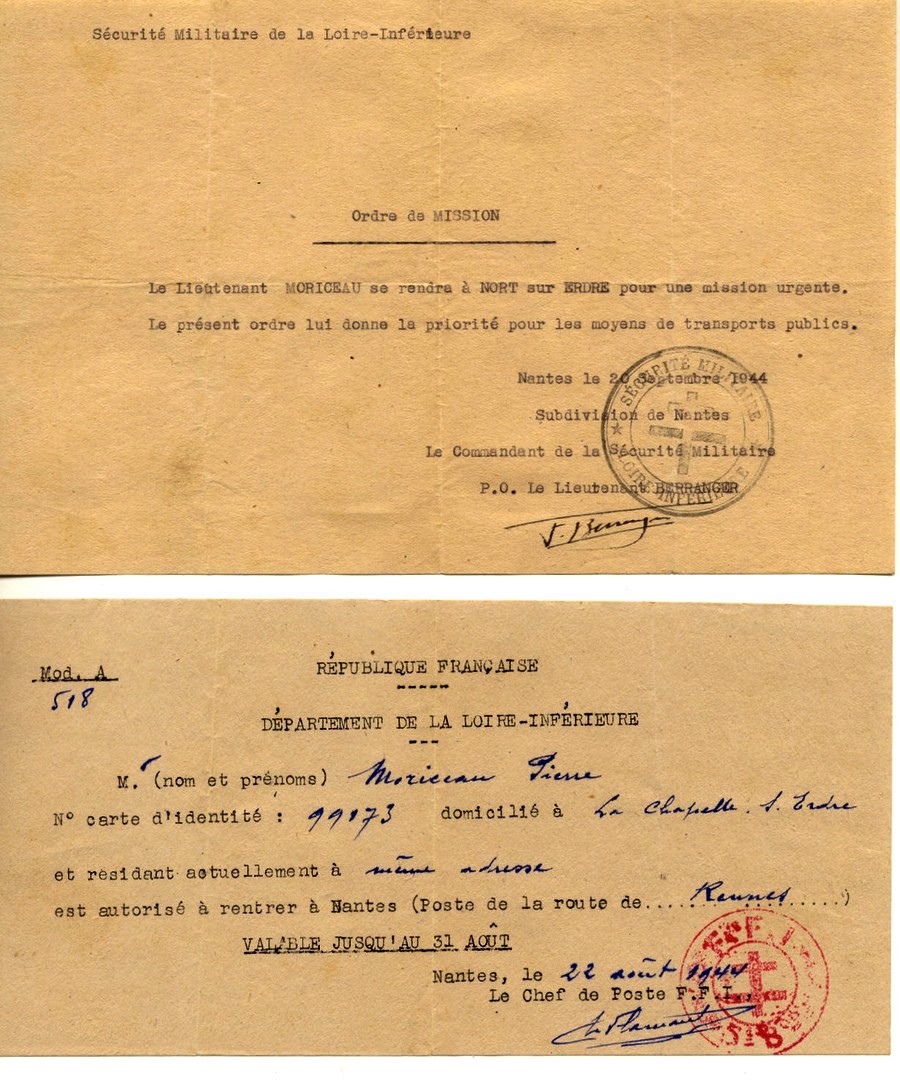 Sécurité Militaire de la Loire-Inférieure
Ordre de MISSION
Le Lieutenant MORICEAU se rendra à NORT sur ERDRE pour une mission urgente.
Le présent ordre lui donne la priorité pour les moyens de transports publics.
Nantes le 20 Septembre 1944
Subdivision de Nantes
Le Commandant de la Sécurité Militaire
P.O. Le Lieutenant BERRANGER
SÉCURITÉ MILITAIRE
LOIRE INFÉRIEURE
Mod. A
518
RÉPUBLIQUE FRANÇAISE
DÉPARTEMENT DE LA LOIRE-INFÉRIEURE
M. (nom et prénoms) Moriceau Pierre
N° carte d'identité : 99173 domicilié à La Chapelle. S. Erdre
et résidant actuellement à même adresse
est autorisé à rentrer à Nantes (Poste de la route de....Rennes.....)
VALABLE JUSQU'AU 31 AOÛT
Nantes, le 22 août 1944
Le Chef de Poste F.F.I.,